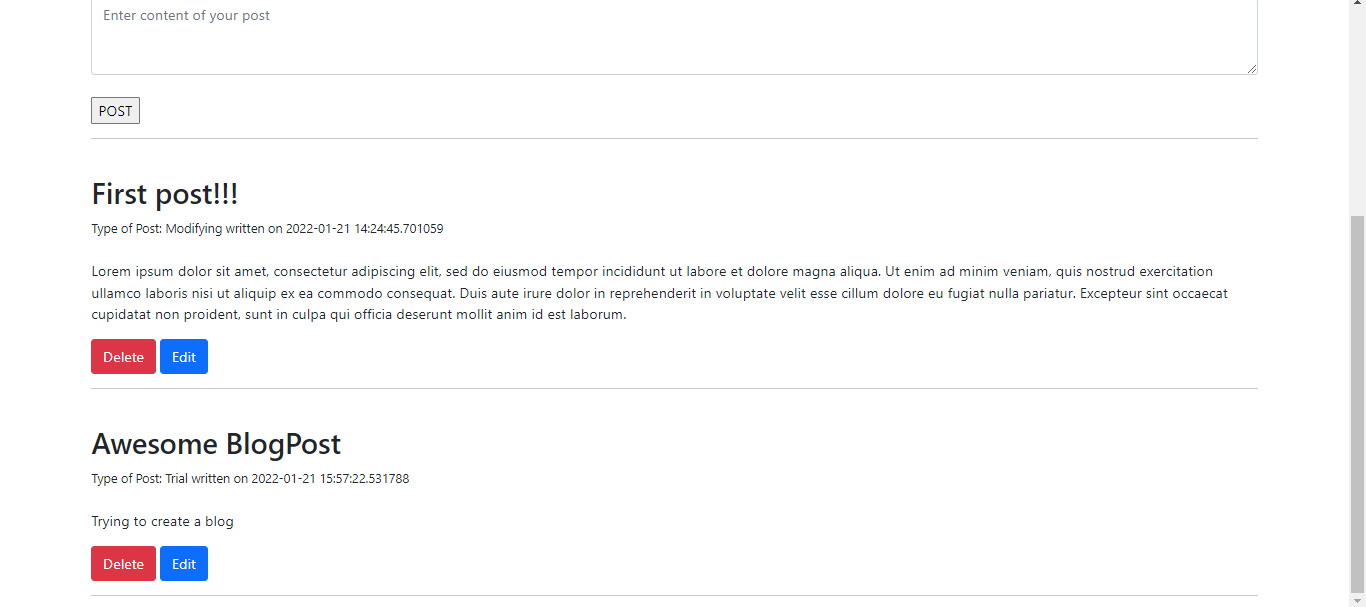 Enter content of your post
POST
First post!!!
Type of Post: Modifying written on 2022-01-21 14:24:45.701059
Lorem ipsum dolor sit amet, consectetur adipiscing elit, sed do eiusmod tempor incididunt ut labore et dolore magna aliqua. Ut enim ad minim veniam, quis nostrud exercitation
ullamco laboris nisi ut aliquip ex ea commodo consequat. Duis aute irure dolor in reprehenderit in voluptate velit esse cillum dolore eu fugiat nulla pariatur. Excepteur sint occaecat
cupidatat non proident, sunt in culpa qui officia deserunt mollit anim id est laborum.
Delete Edit
Awesome BlogPost
Type of Post: Trial written on 2022-01-21 15:57:22.531788
Trying to create a blog
Delete Edit